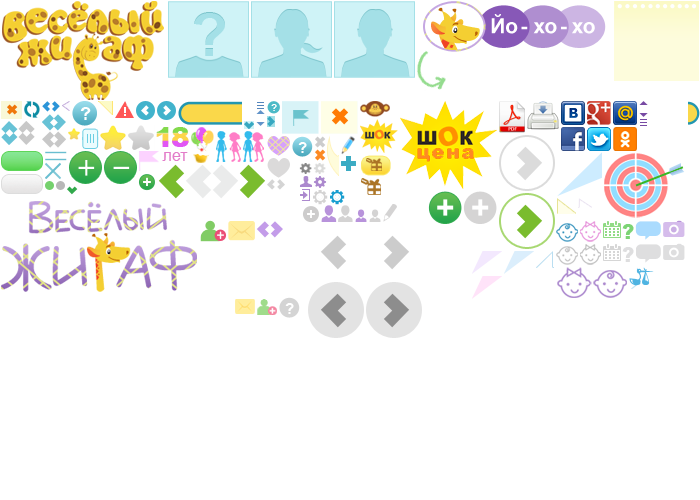 весёлый
жираф
?
Йо - хо - хо
?
!
?
18
лет
ШОК
?
ШОК
цена
PDF
В
g+
@
f
Весёлый
ЖИРАФ
?
?
?